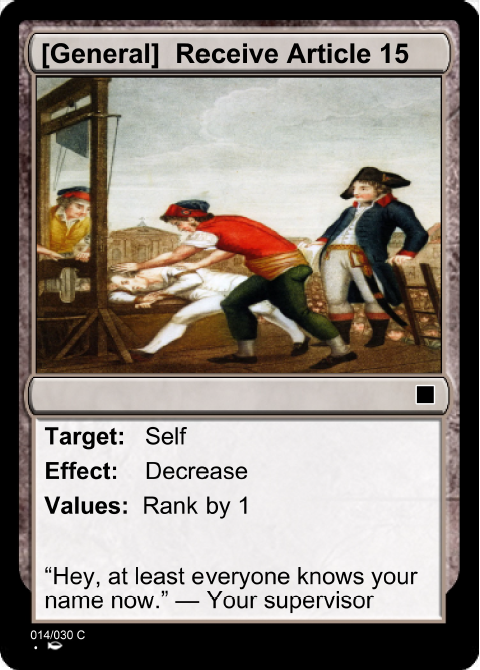 [General] Receive Article 15
Target: Self
Effect: Decrease
Values: Rank by 1
“Hey, at least everyone knows your
name now.” — Your supervisor
014/030 C